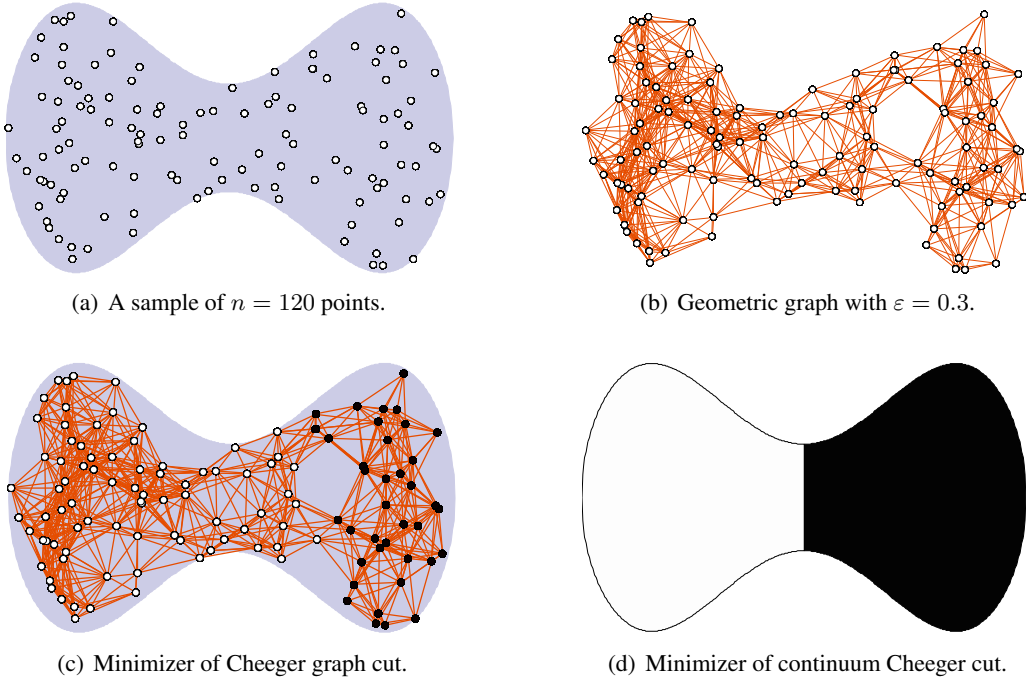 (a) A sample of n = 120 points.
(b) Geometric graph with ε = 0.3.
(c) Minimizer of Cheeger graph cut.
(d) Minimizer of continuum Cheeger cut.